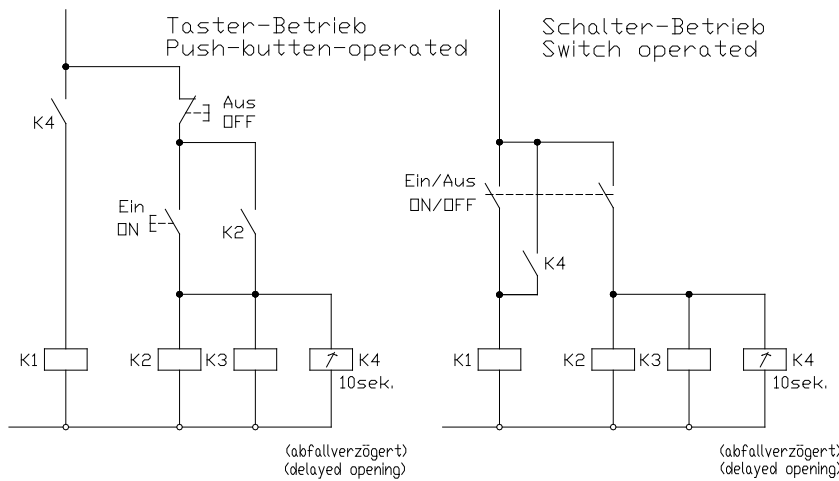 Taster-Betrieb
Push-butten-operated
K4
Aus
OFF
Ein
ON
K2
K1
K2
K3
K4
10sek.
(abfallverzögert)
(delayed opening)
Schalter-Betrieb
Switch operated
Ein/Aus
ON/OFF
K4
K1
K2
K3
K4
10sek.
(abfallverzögert)
(delayed opening)